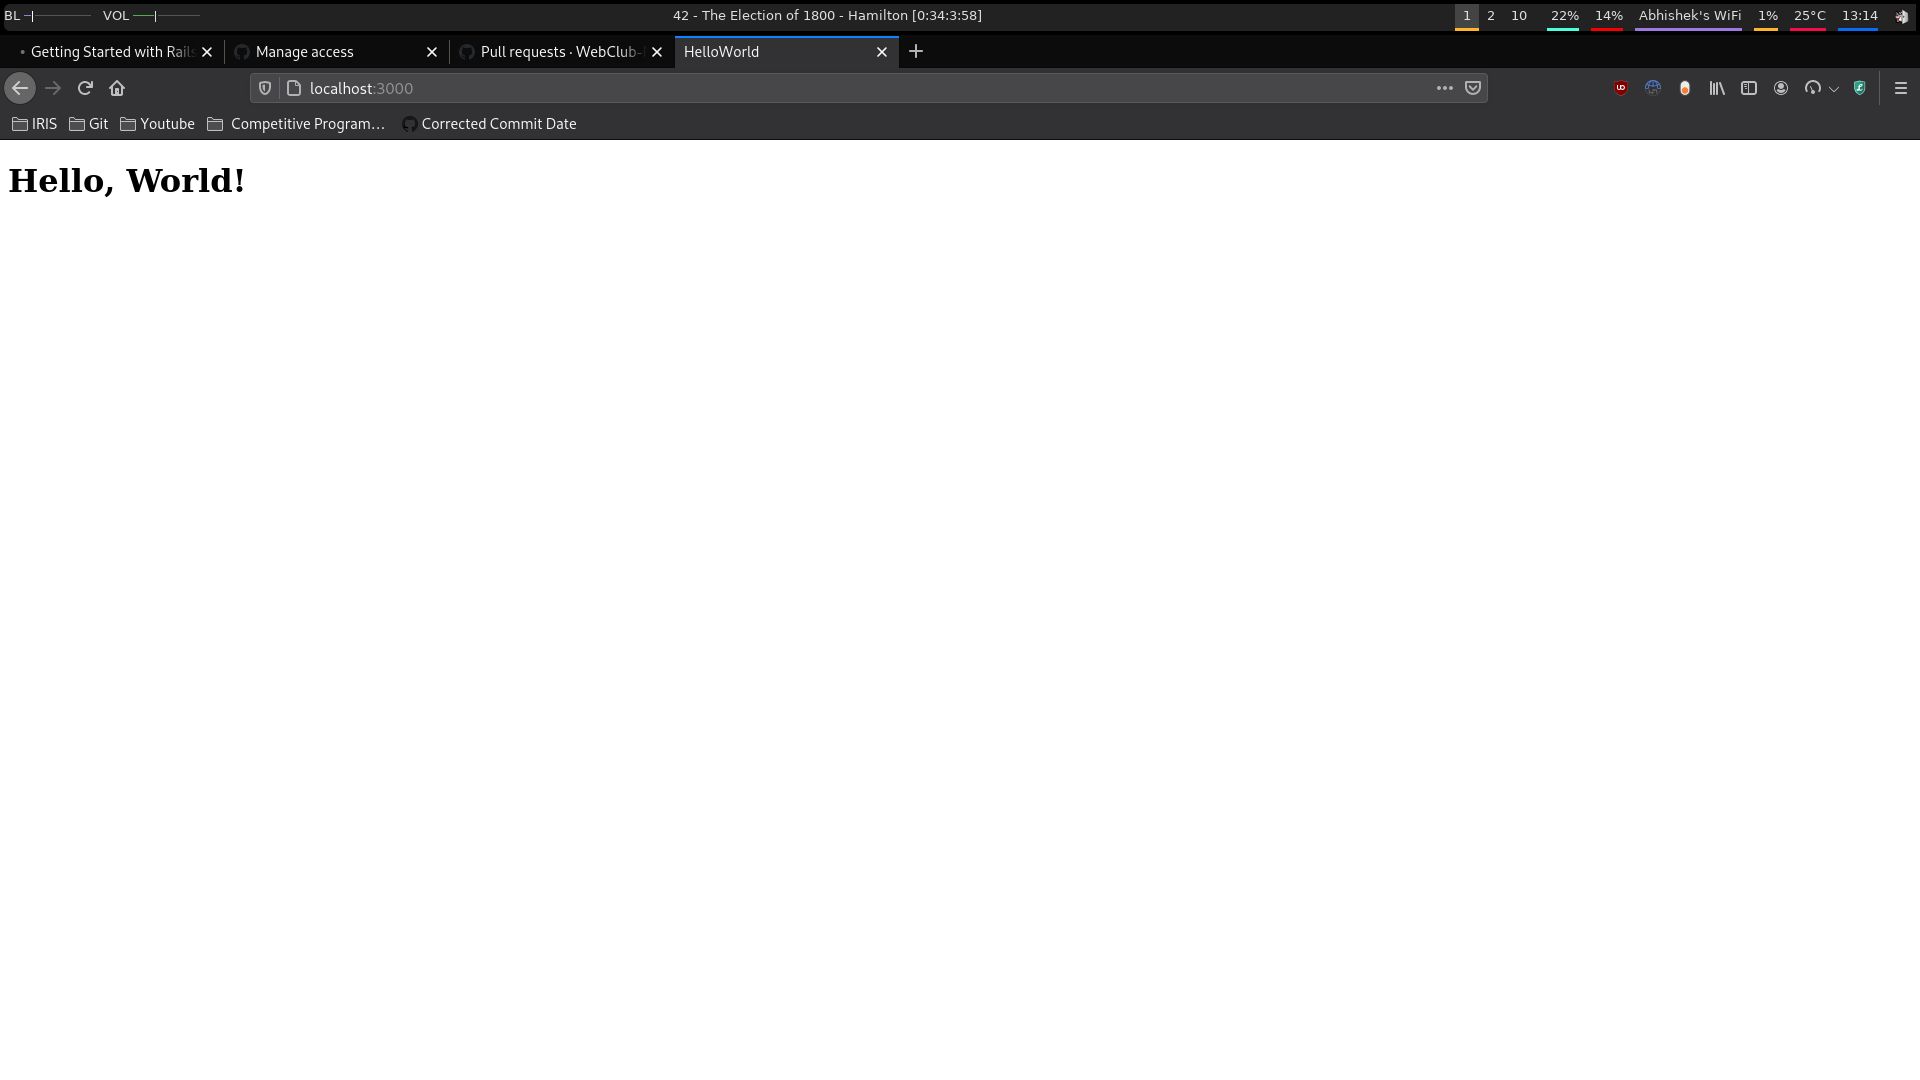 BL VOL 42 - The Election of 1800 - Hamilton [0:34:3:58] 1 2 10 22% 14% Abhishek's WiFi 1% 25°C 13:14
Getting Started with Rails Manage access Pull requests · WebClub- HelloWorld
localhost:3000
IRIS Git Youtube Competitive Program… Corrected Commit Date
Hello, World!